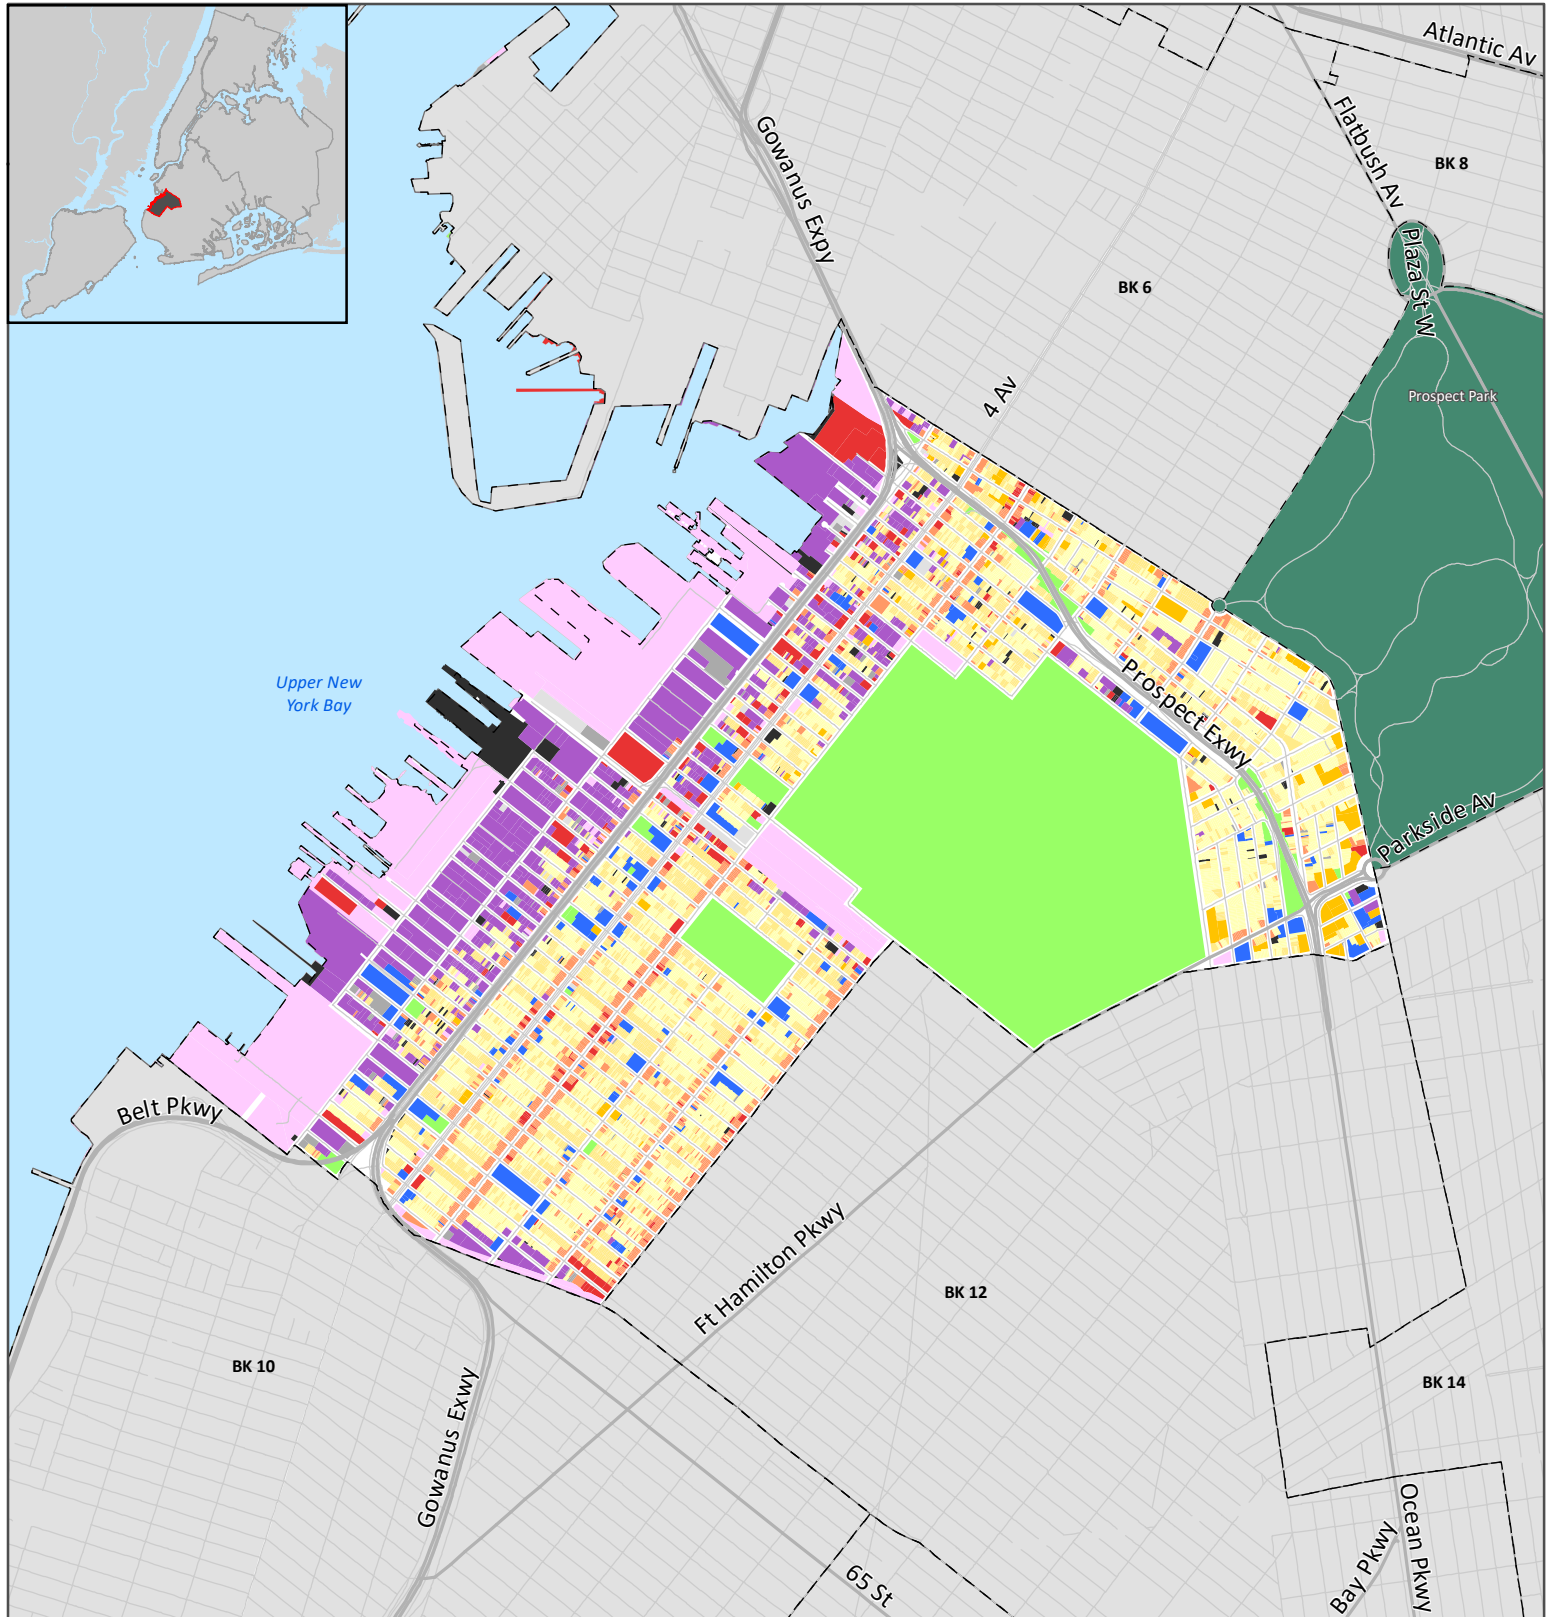 Atlantic Av
Flatbush Av
BK 8
Gowanus Expy
Plaza St W
BK 6
4 Av
Prospect Park
Upper New
York Bay
Prospect Exwy
Parkside Av
Belt Pkwy
Ft Hamilton Pkwy
BK 12
BK 10
BK 14
Gowanus Exwy
Ocean Pkwy
Bay Pkwy
65 St